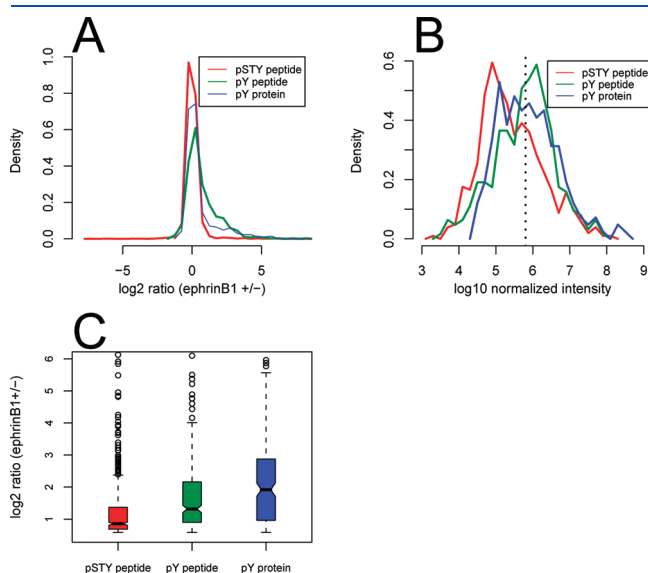 A
1.0
0.8
0.6
0.4
0.2
0.0
Density
pSTY peptide
pY peptide
pY protein
−5
0
5
log2 ratio (ephrinB1 +/−)
B
0.6
0.4
0.2
0.0
Density
pSTY peptide
pY peptide
pY protein
3
4
5
6
7
8
9
log10 normalized intensity
C
6
5
4
3
2
1
log2 ratio (ephrinB1+/−)
pSTY peptide
pY peptide
pY protein